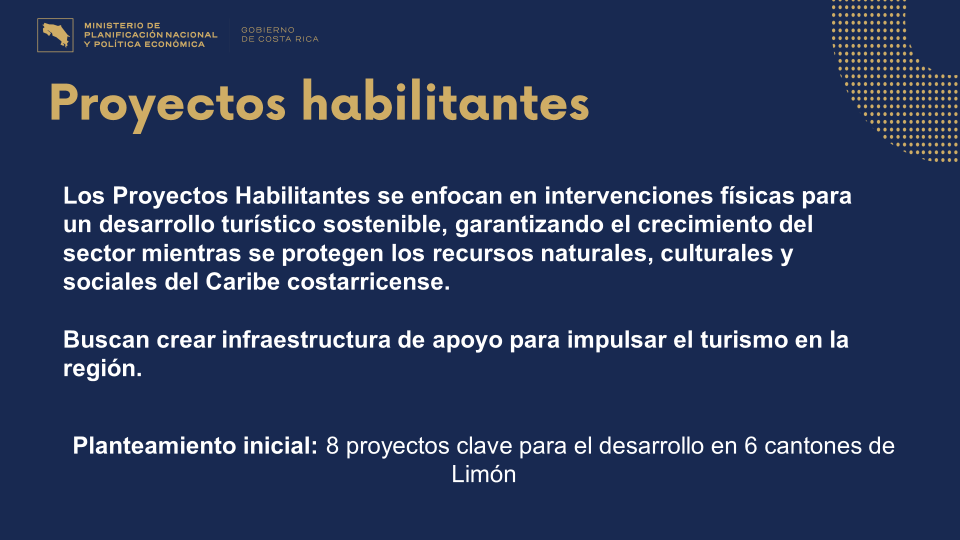 MINISTERIO DE
PLANIFICACIÓN NACIONAL
Y POLÍTICA ECONÓMICA
GOBIERNO
DE COSTA RICA
Proyectos habilitantes
Los Proyectos Habilitantes se enfocan en intervenciones físicas para
un desarrollo turístico sostenible, garantizando el crecimiento del
sector mientras se protegen los recursos naturales, culturales y
sociales del Caribe costarricense.
Buscan crear infraestructura de apoyo para impulsar el turismo en la
región.
Planteamiento inicial: 8 proyectos clave para el desarrollo en 6 cantones de
Limón